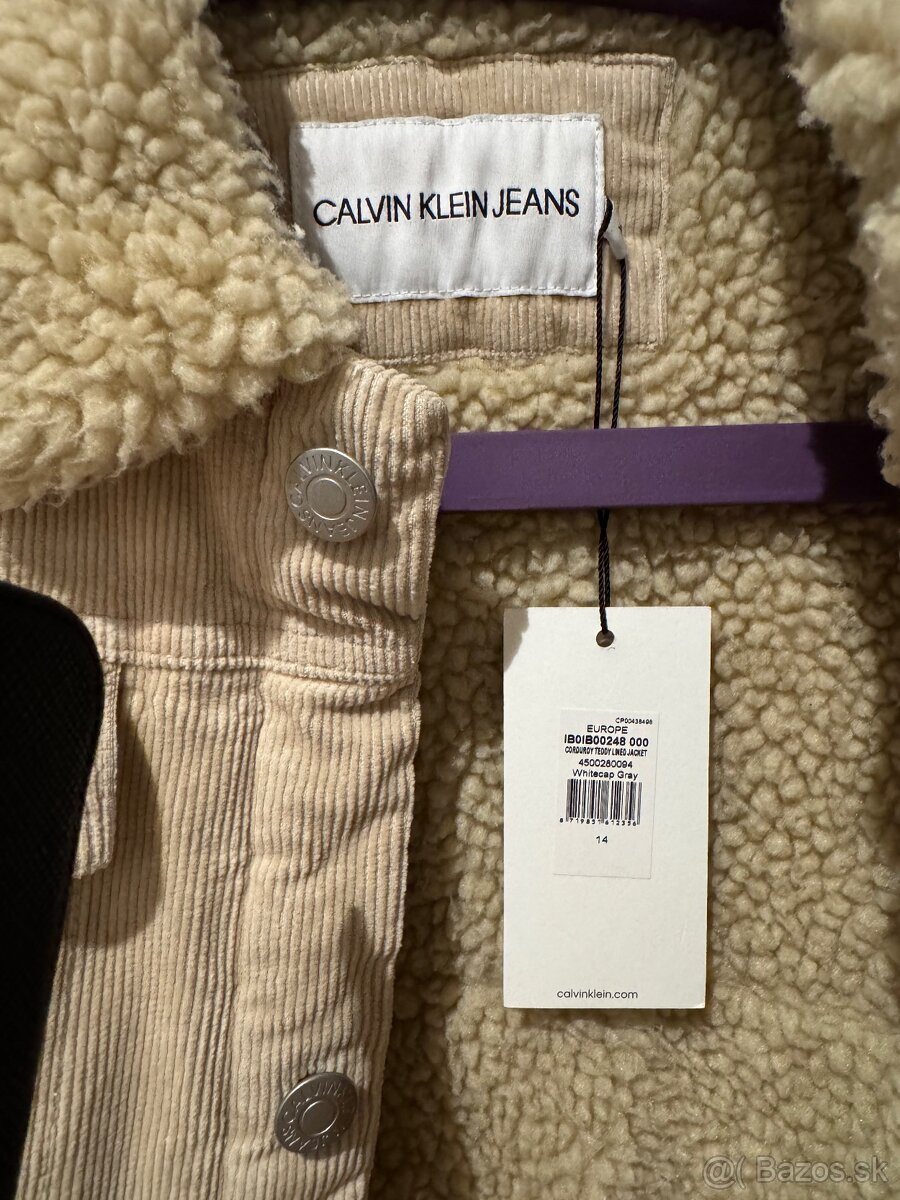 CALVIN KLEIN JEANS
CALVIN KLEIN JEANS
CP00438496
EUROPE
IB0IB00248 000
CORDUROY TEDDY LINED JACKET
4500280094
Whitecap Gray
8719851612356
14
calvinklein.com
CALVIN
JEANS
@( Bazos.sk